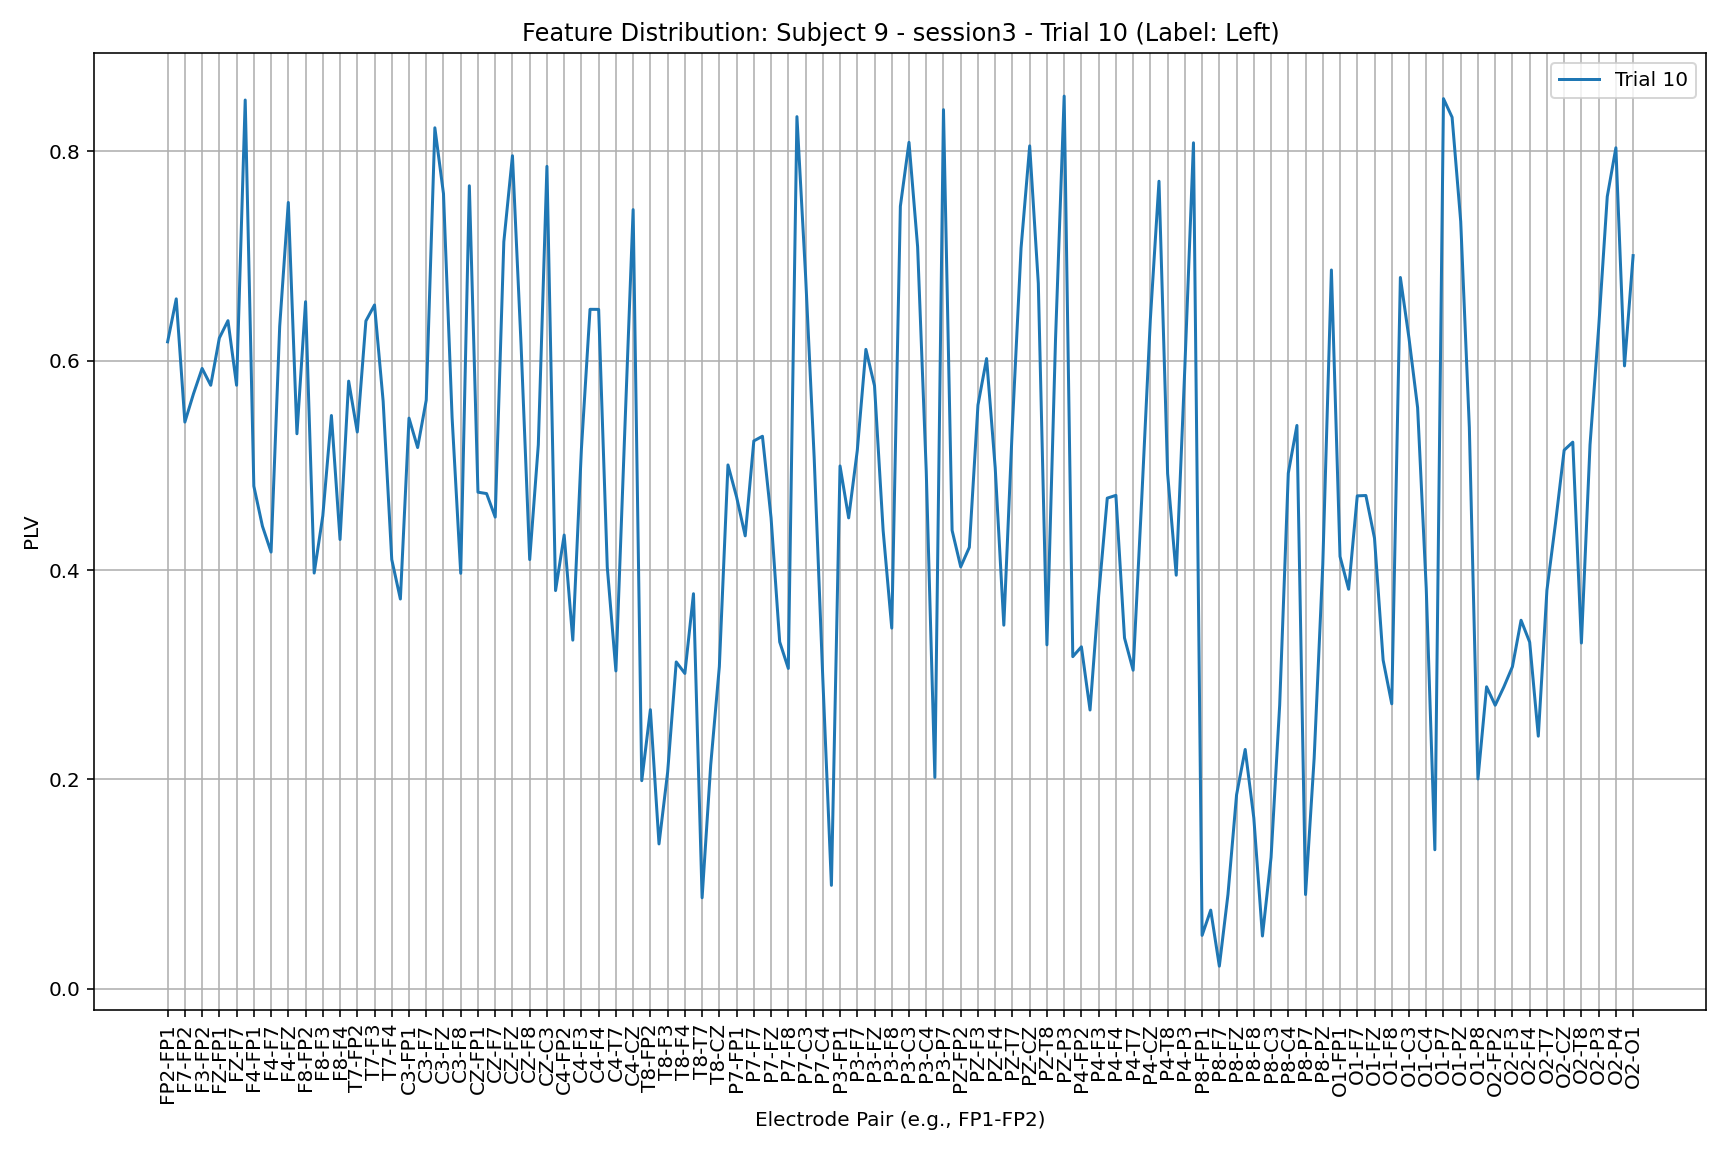 Feature Distribution: Subject 9 - session3 - Trial 10 (Label: Left)
Trial 10
0.8
0.6
0.4
0.2
0.0
PLV
FP2-FP1
F7-FP2
F3-FP2
FZ-FP1
FZ-F7
F4-FP1
F4-F7
F4-FZ
F8-FP2
F8-F3
F8-F4
T7-FP2
T7-F3
T7-F4
C3-FP1
C3-F7
C3-FZ
C3-F8
CZ-FP1
CZ-F7
CZ-FZ
CZ-F8
CZ-C3
C4-FP2
C4-F3
C4-F4
C4-T7
C4-CZ
T8-FP2
T8-F3
T8-F4
T8-T7
T8-CZ
P7-FP1
P7-F7
P7-FZ
P7-F8
P7-C3
P7-C4
P3-FP1
P3-F7
P3-FZ
P3-F8
P3-C3
P3-C4
P3-P7
PZ-FP2
PZ-F3
PZ-F4
PZ-T7
PZ-CZ
PZ-T8
PZ-P3
P4-FP2
P4-F3
P4-F4
P4-T7
P4-CZ
P4-T8
P4-P3
P8-FP1
P8-F7
P8-FZ
P8-F8
P8-C3
P8-C4
P8-P7
P8-PZ
O1-FP1
O1-F7
O1-FZ
O1-F8
O1-C3
O1-C4
O1-P7
O1-PZ
O1-P8
O2-FP2
O2-F3
O2-F4
O2-T7
O2-CZ
O2-T8
O2-P3
O2-P4
O2-O1
Electrode Pair (e.g., FP1-FP2)